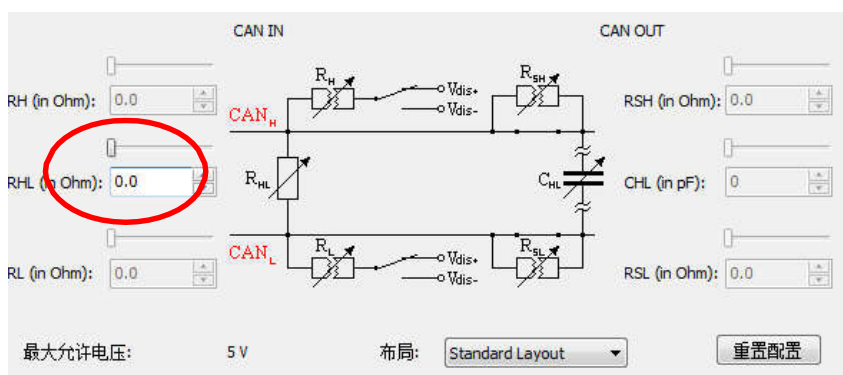 CAN IN CAN OUT
RH (in Ohm): 0.0 CANH RH Vdis+ RSH RSH (in Ohm): 0.0
Vdis-
RHL (in Ohm): 0.0 RHL CHL CHL (in pF): 0
RL (in Ohm): 0.0 CANL RL Vdis+ RSL RSL (in Ohm): 0.0
Vdis-
最大允许电压: 5 V 布局: Standard Layout 重置配置